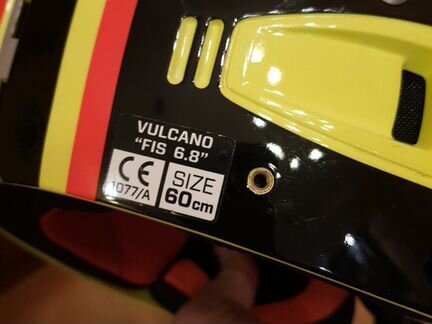 VULCANO
“FIS 6.8”
CE
1077/A
SIZE
60cm